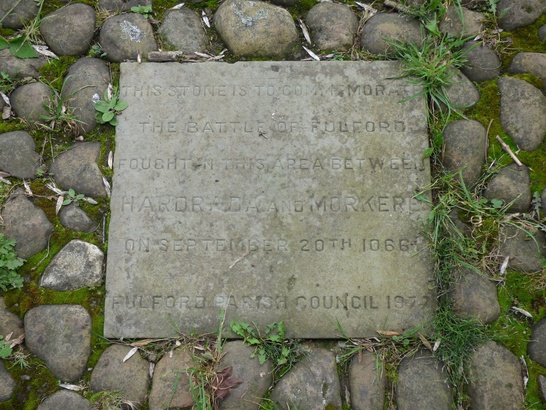 THIS STONE IS TO COMMEMORATE
THE BATTLE OF FULFORD
FOUGHT IN THIS AREA BETWEEN
HARDRADA AND MORKERE
ON SEPTEMBER 20TH 1066
FULFORD PARISH COUNCIL 1972